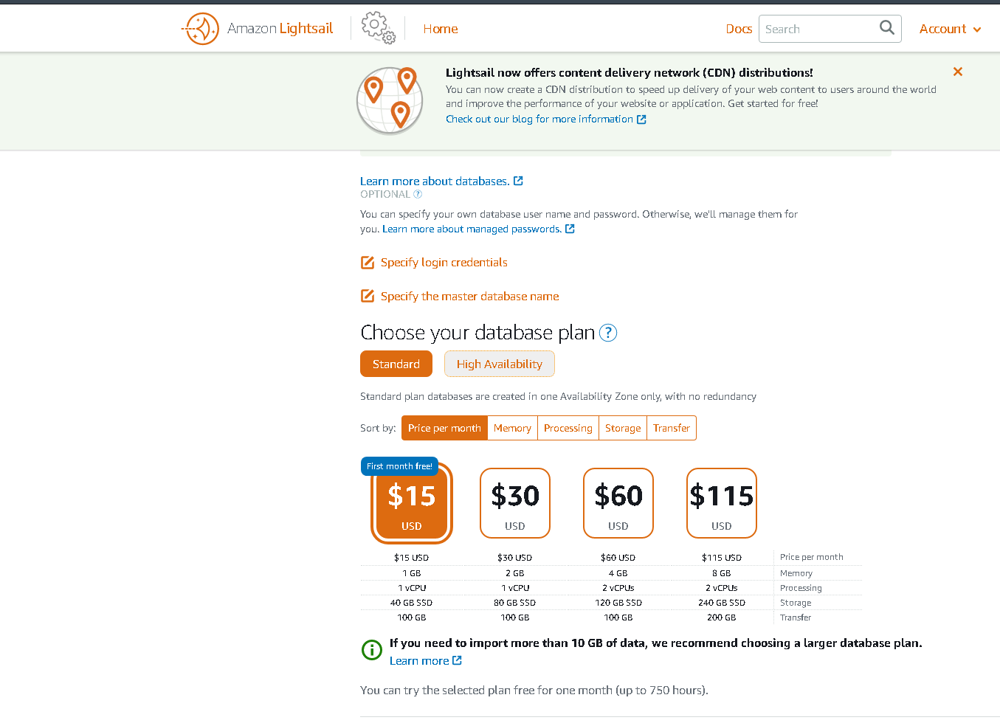 Amazon Lightsail
Home
Docs
Search
Account
Lightsail now offers content delivery network (CDN) distributions!
You can now create a CDN distribution to speed up delivery of your web content to users around the world
and improve the performance of your website or application. Get started for free!
Check out our blog for more information
Learn more about databases.
OPTIONAL ?
You can specify your own database user name and password. Otherwise, we'll manage them for
you. Learn more about managed passwords.
Specify login credentials
Specify the master database name
Choose your database plan ?
Standard High Availability
Standard plan databases are created in one Availability Zone only, with no redundancy
Sort by: Price per month Memory Processing Storage Transfer
First month free!
$15 $30 $60 $115
USD USD USD USD
$15 USD $30 USD $60 USD $115 USD Price per month
1 GB 2 GB 4 GB 8 GB Memory
1 vCPU 1 vCPU 2 vCPUs 2 vCPUs Processing
40 GB SSD 80 GB SSD 120 GB SSD 240 GB SSD Storage
100 GB 100 GB 100 GB 200 GB Transfer
If you need to import more than 10 GB of data, we recommend choosing a larger database plan.
Learn more
You can try the selected plan free for one month (up to 750 hours).